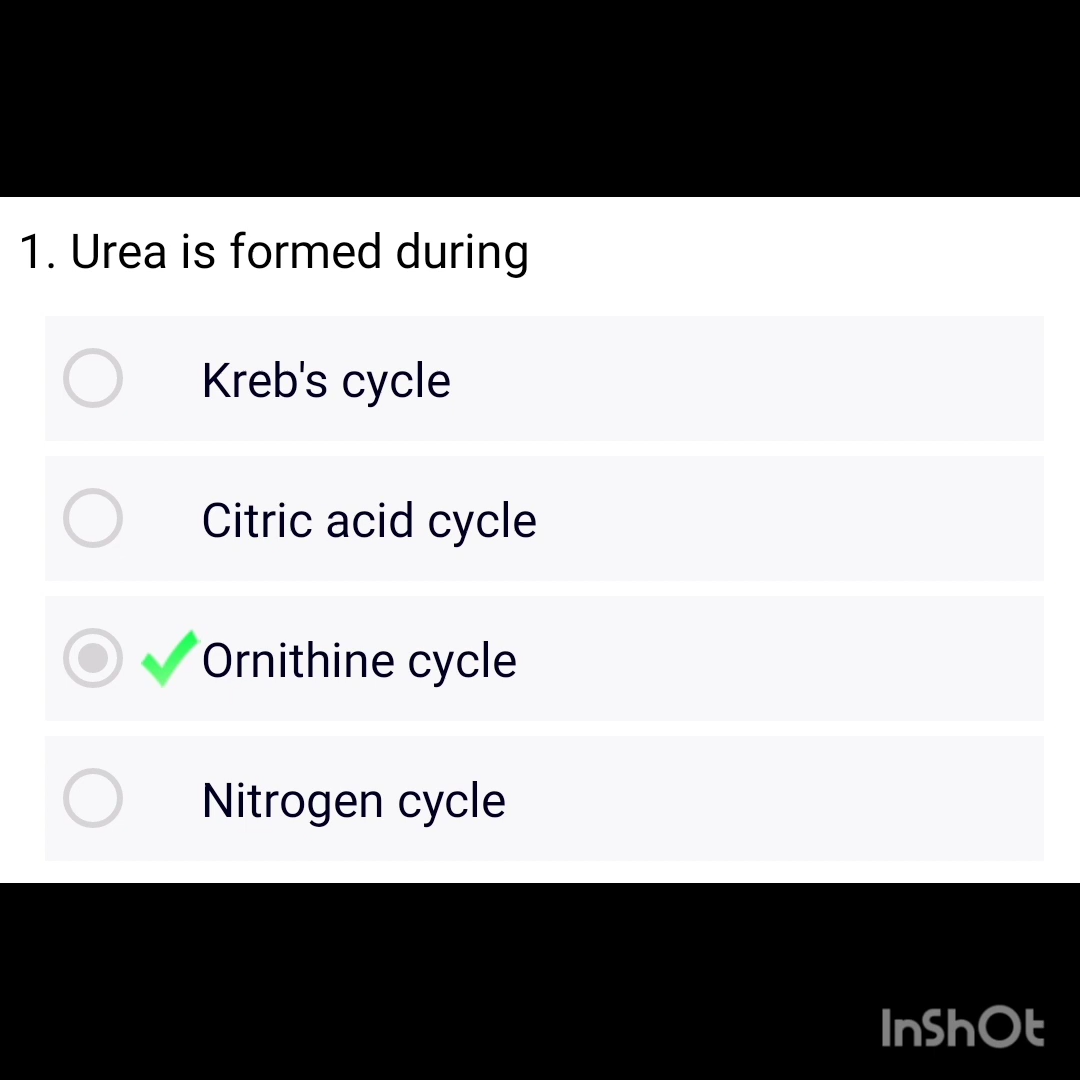 1. Urea is formed during
Kreb's cycle
Citric acid cycle
Ornithine cycle
Nitrogen cycle
InShOt